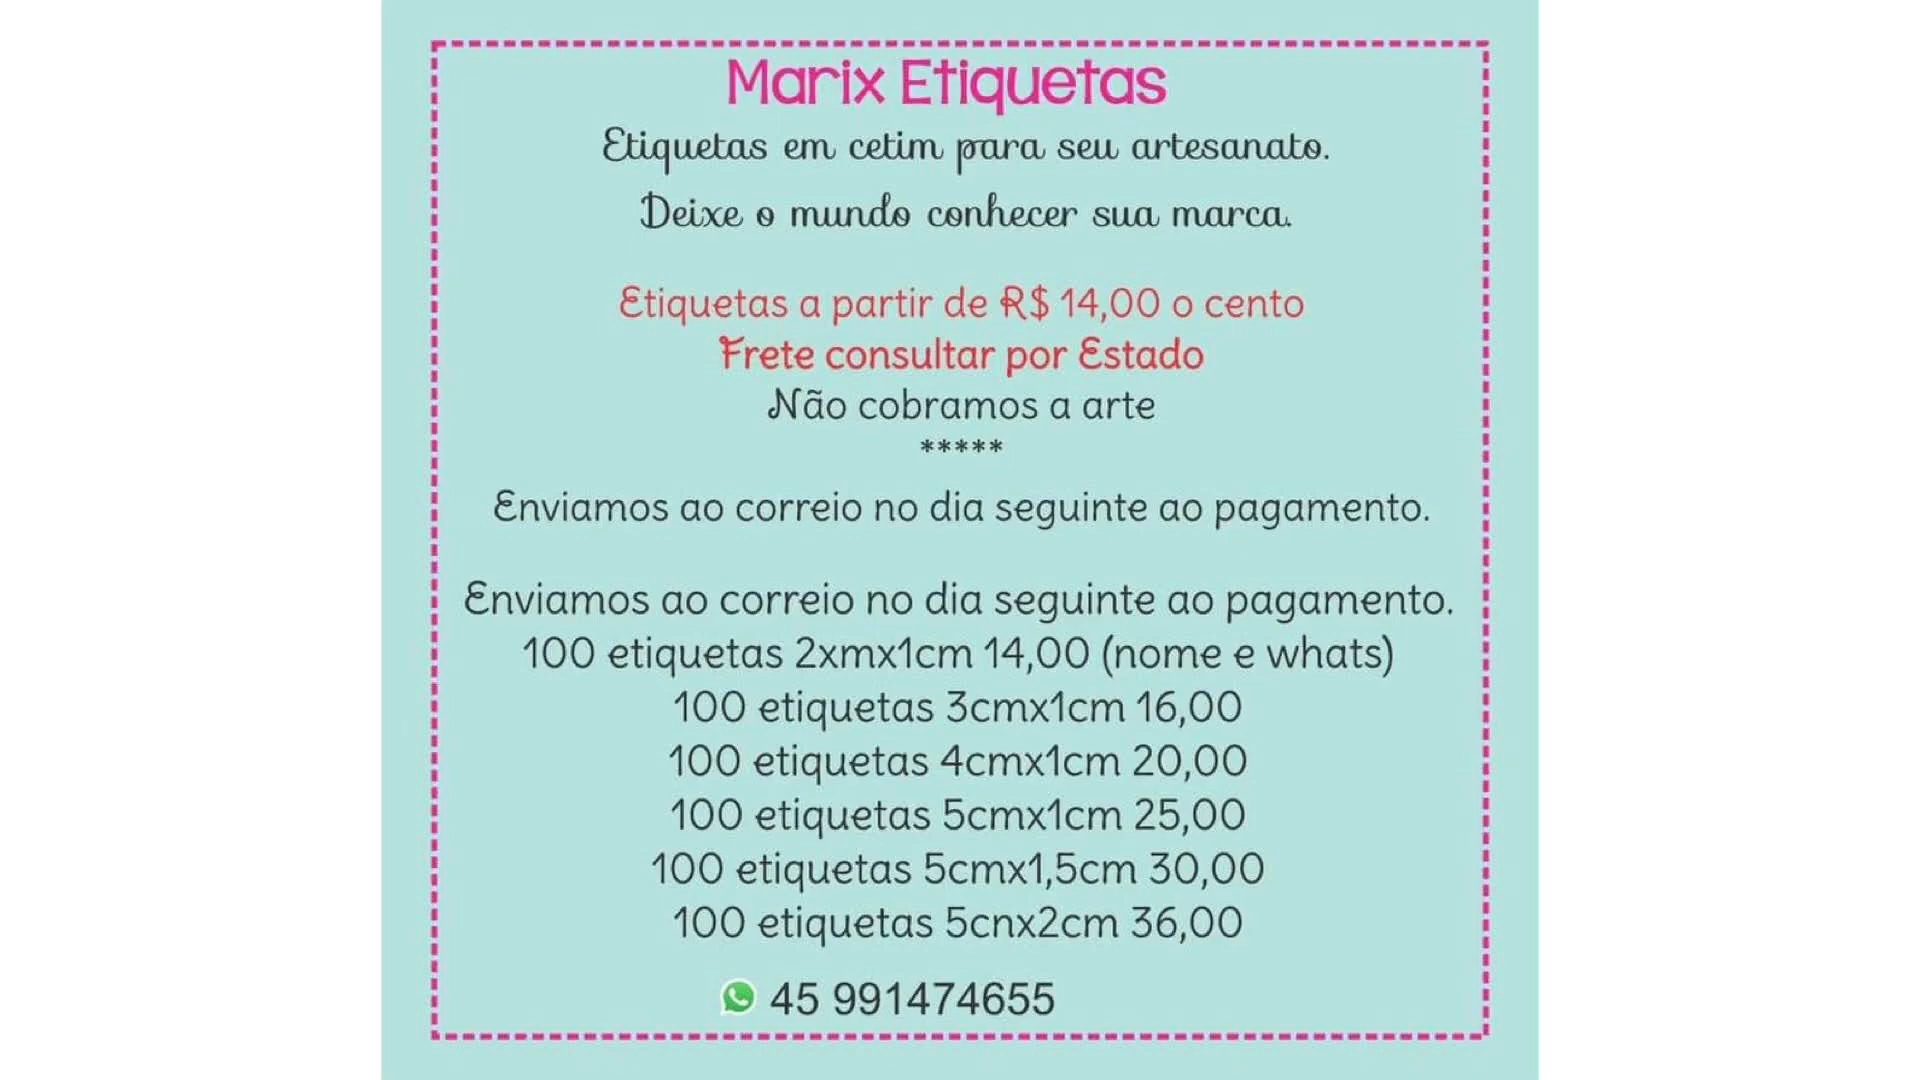 Marix Etiquetas
Etiquetas em cetim para seu artesanato.
Deixe o mundo conhecer sua marca.
Etiquetas a partir de R$ 14,00 o cento
Frete consultar por Estado
Não cobramos a arte
*****
Enviamos ao correio no dia seguinte ao pagamento.
Enviamos ao correio no dia seguinte ao pagamento.
100 etiquetas 2xmx1cm 14,00 (nome e whats)
100 etiquetas 3cmx1cm 16,00
100 etiquetas 4cmx1cm 20,00
100 etiquetas 5cmx1cm 25,00
100 etiquetas 5cmx1,5cm 30,00
100 etiquetas 5cnx2cm 36,00
45 991474655